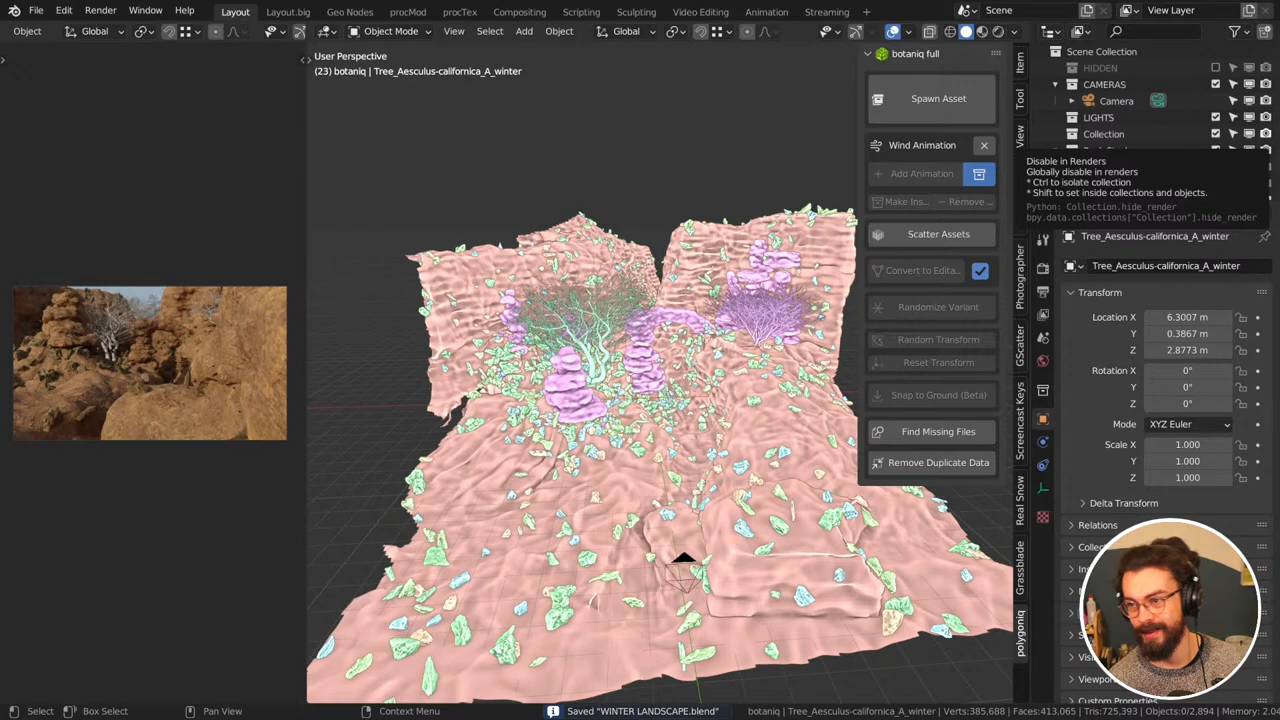 File Edit Render Window Help Layout Layout.big Geo Nodes procMod procTex Compositing Scripting Sculpting Video Editing Animation Streaming + Scene View Layer
Object Global Object Mode View Select Add Object Global
User Perspective
(23) botaniq | Tree_Aesculus-californica_A_winter
botaniq full
Spawn Asset
Wind Animation
Add Animation
Make Ins... Remove ...
Scatter Assets
Convert to Edita...
Randomize Variant
Random Transform
Reset Transform
Snap to Ground (Beta)
Find Missing Files
Remove Duplicate Data
Item
Tool
View
Photographer
GScatter
Screencast Keys
Real Snow
Grassblade
polygoniq
Scene Collection
HIDDEN
CAMERAS
Camera
LIGHTS
Collection
Disable in Renders
Globally disable in renders
* Ctrl to isolate collection
* Shift to set inside collections and objects.
Python: Collection.hide_render
bpy.data.collections["Collection"].hide_render
Tree_Aesculus-californica_A_winter
Tree_Aesculus-californica_A_winter
Transform
Location X 6.3007 m
Y 0.3867 m
Z 2.8773 m
Rotation X 0°
Y 0°
Z 0°
Mode XYZ Euler
Scale X 1.000
Y 1.000
Z 1.000
Delta Transform
Relations
Select Box Select Pan View Context Menu Saved "WINTER LANDSCAPE.blend" botaniq | Tree_Aesculus-californica_A_winter Verts:385,688 | Faces:413,065 | Tris:725,393 | Objects:0/2,894 | Memory: 2.0